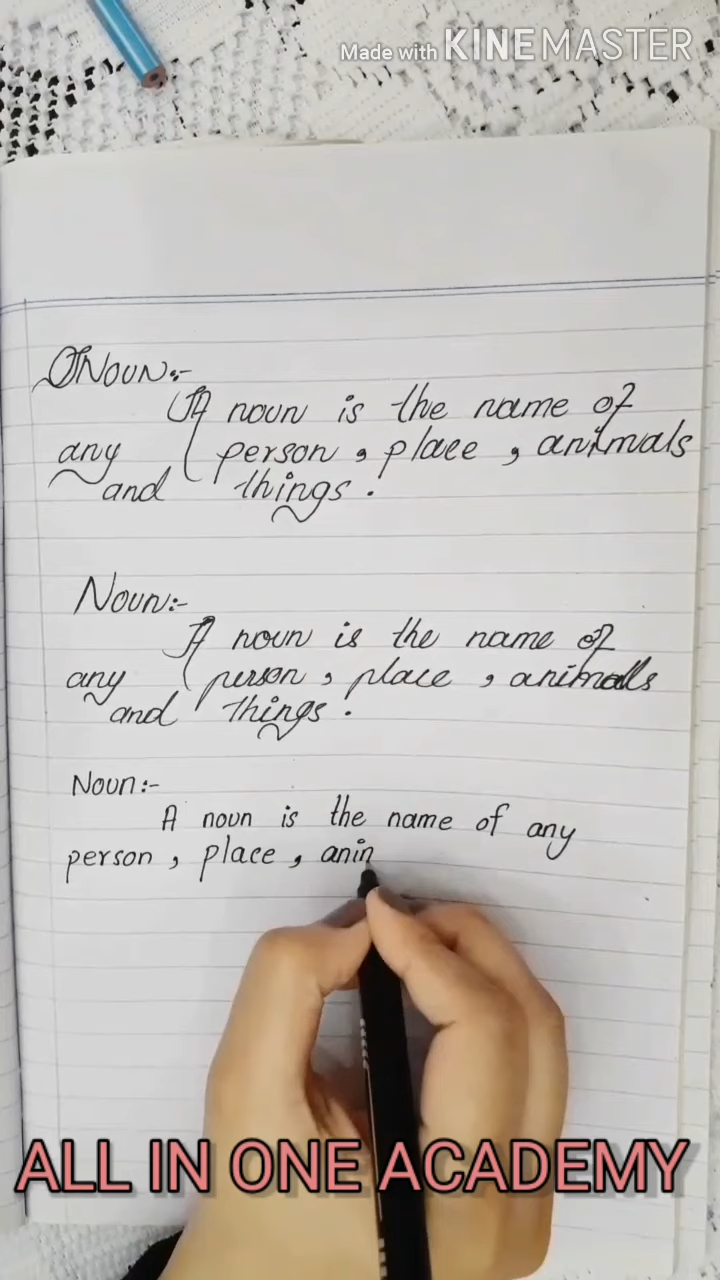 Made with KINEMASTER
Noun:-
A noun is the name of
any person, place, animals
and things.
Noun:-
A noun is the name of
any person, place, animals
and things.
Noun:-
A noun is the name of any
person, place, anin
ALL IN ONE ACADEMY